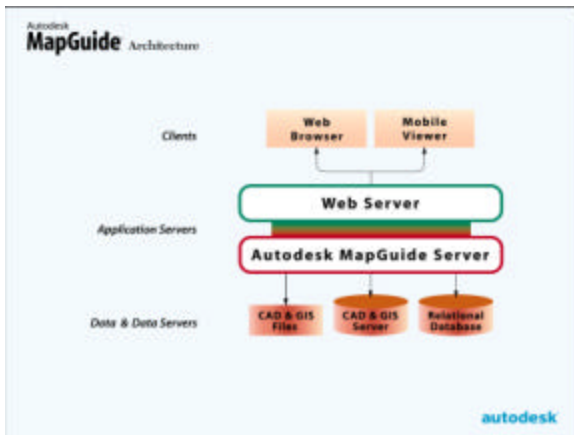 Autodesk
MapGuide Architecture
Clients
Web
Browser
Mobile
Viewer
Web Server
Application Servers
Autodesk MapGuide Server
Data & Data Servers
CAD & GIS
Files
CAD & GIS
Server
Relational
Database
autodesk